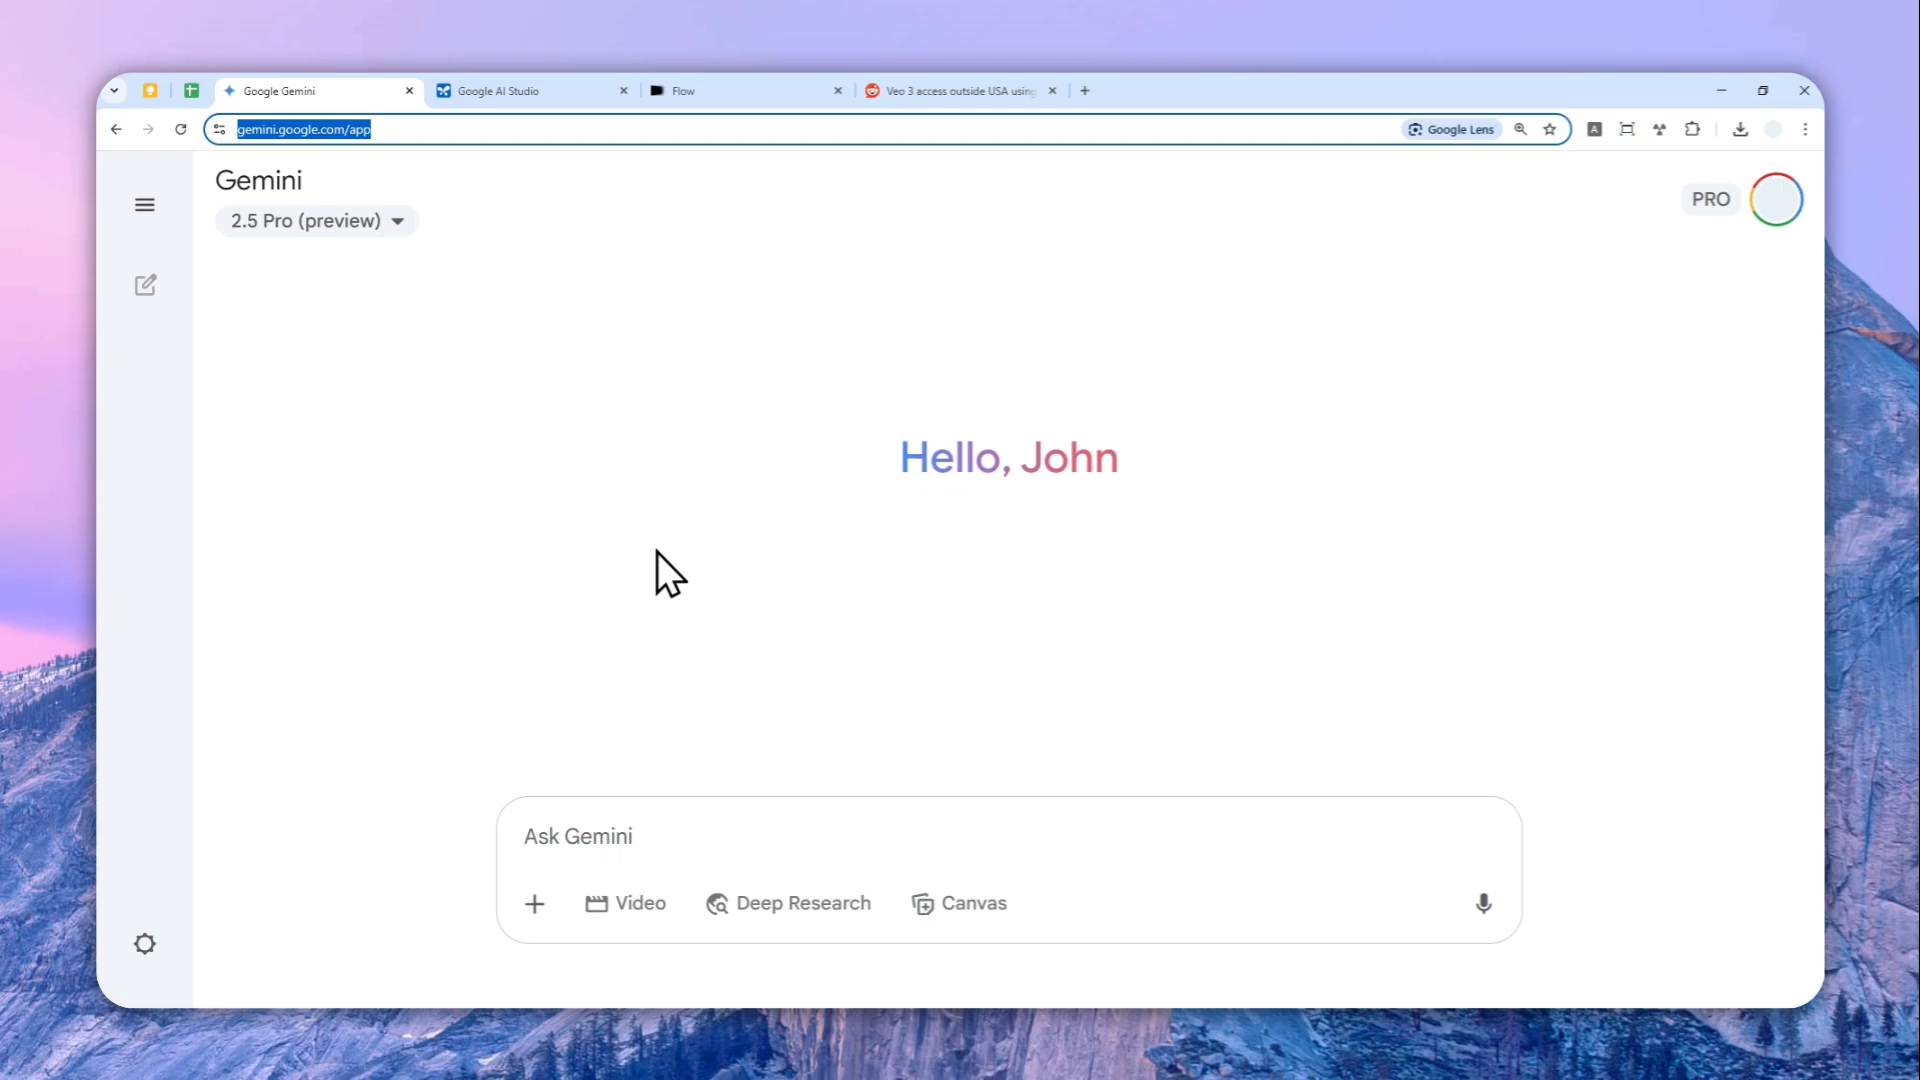 Google Gemini
Google AI Studio
Flow
Veo 3 access outside USA using
gemini.google.com/app
Google Lens
A
Gemini
2.5 Pro (preview)
PRO
Hello, John
Ask Gemini
Video
Deep Research
Canvas